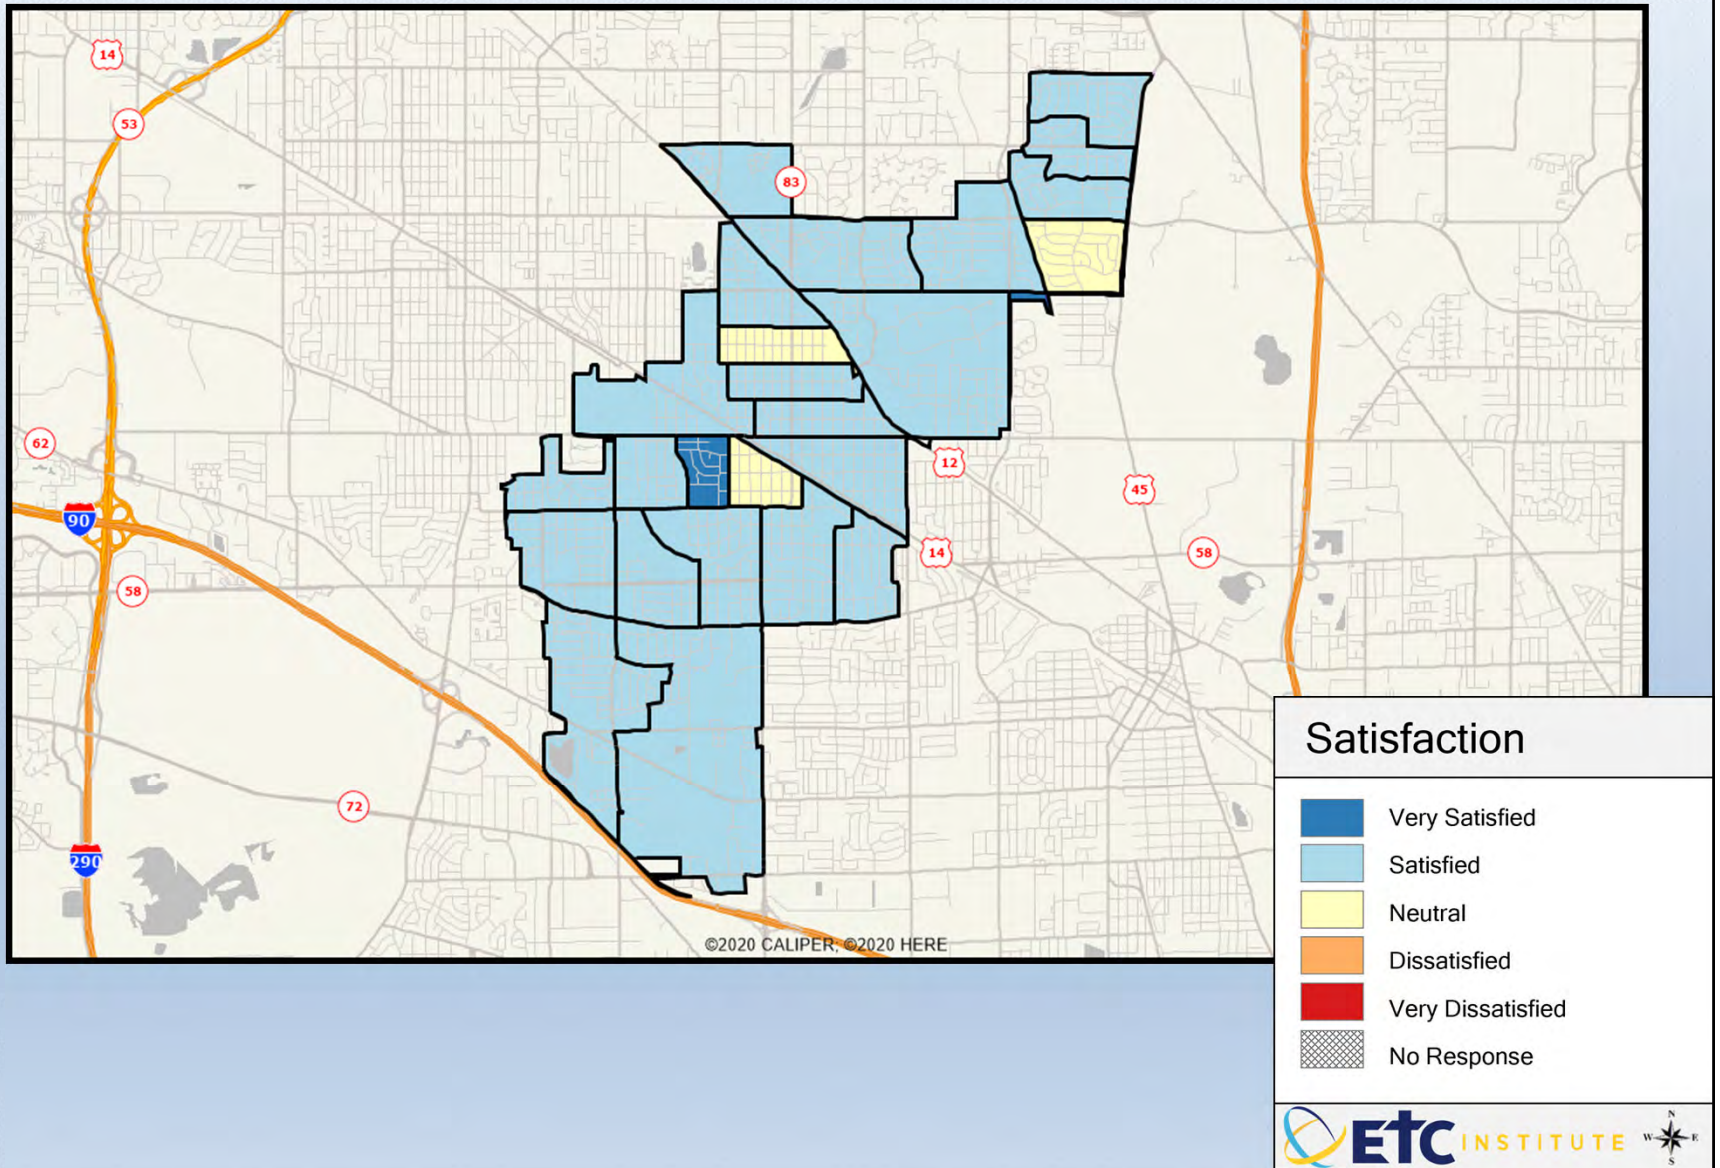 14
53
83
62
12
45
90
14
58
58
72
290
©2020 CALIPER; ©2020 HERE
Satisfaction
Very Satisfied
Satisfied
Neutral
Dissatisfied
Very Dissatisfied
No Response
ETC INSTITUTE
N
W E
S